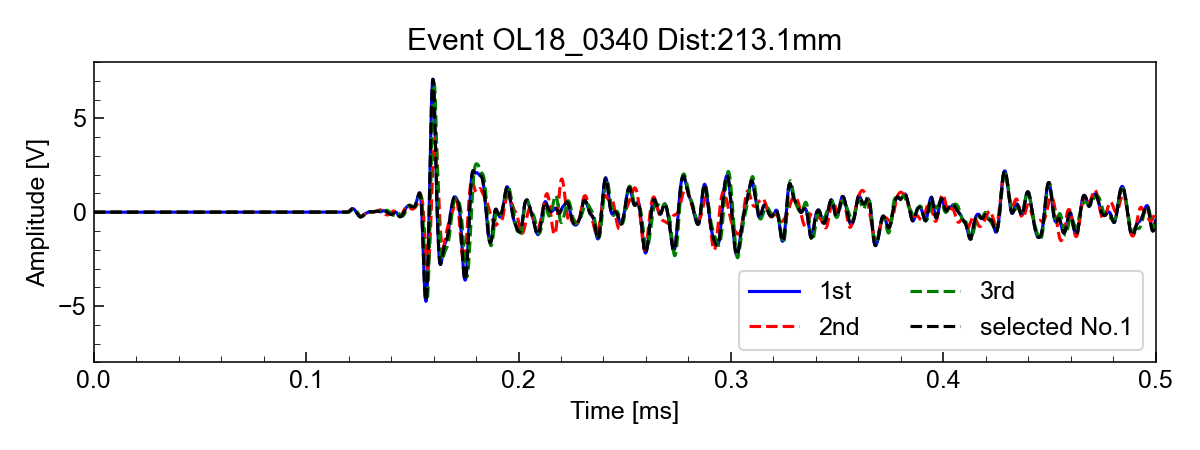 Event OL18_0340 Dist:213.1mm
Amplitude [V]
5
0
−5
1st
2nd
3rd
selected No.1
0.0 0.1 0.2 0.3 0.4 0.5
Time [ms]